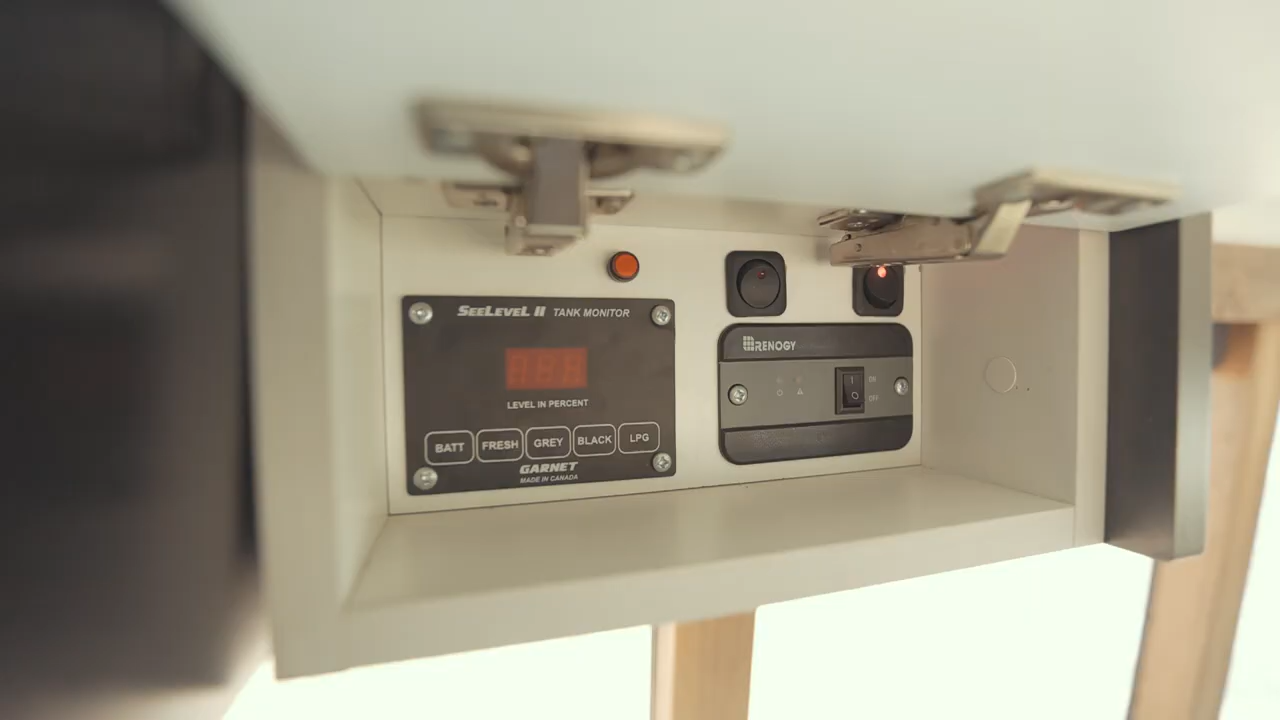 SeeLeveL II TANK MONITOR
LEVEL IN PERCENT
BATT FRESH GREY BLACK LPG
GARNET
MADE IN CANADA
RENOGY
ON
OFF